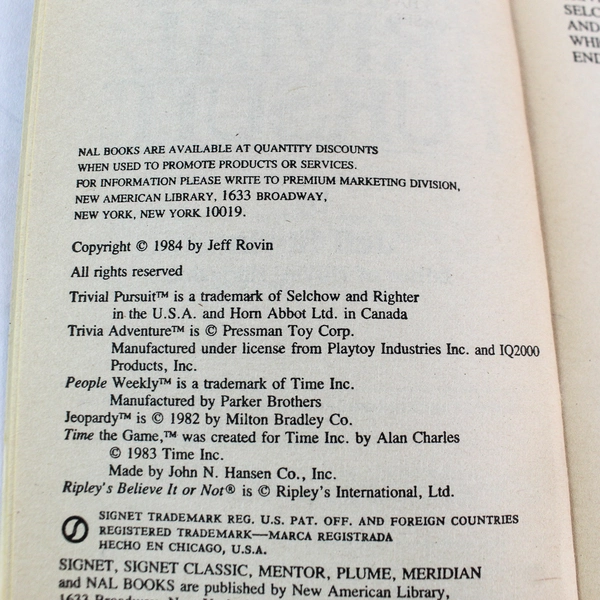 NAL BOOKS ARE AVAILABLE AT QUANTITY DISCOUNTS
WHEN USED TO PROMOTE PRODUCTS OR SERVICES.
FOR INFORMATION PLEASE WRITE TO PREMIUM MARKETING DIVISION,
NEW AMERICAN LIBRARY, 1633 BROADWAY,
NEW YORK, NEW YORK 10019.
Copyright © 1984 by Jeff Rovin
All rights reserved
Trivial Pursuit™ is a trademark of Selchow and Righter
in the U.S.A. and Horn Abbot Ltd. in Canada
Trivia Adventure™ is © Pressman Toy Corp.
Manufactured under license from Playtoy Industries Inc. and IQ2000
Products, Inc.
People Weekly™ is a trademark of Time Inc.
Manufactured by Parker Brothers
Jeopardy™ is © 1982 by Milton Bradley Co.
Time the Game,™ was created for Time Inc. by Alan Charles
© 1983 Time Inc.
Made by John N. Hansen Co., Inc.
Ripley's Believe It or Not® is © Ripley's International, Ltd.
SIGNET TRADEMARK REG. U.S. PAT. OFF. AND FOREIGN COUNTRIES
REGISTERED TRADEMARK—MARCA REGISTRADA
HECHO EN CHICAGO, U.S.A.
SIGNET, SIGNET CLASSIC, MENTOR, PLUME, MERIDIAN
and NAL BOOKS are published by New American Library,
1633 Broadway, New
SELC
AND
WHI
END